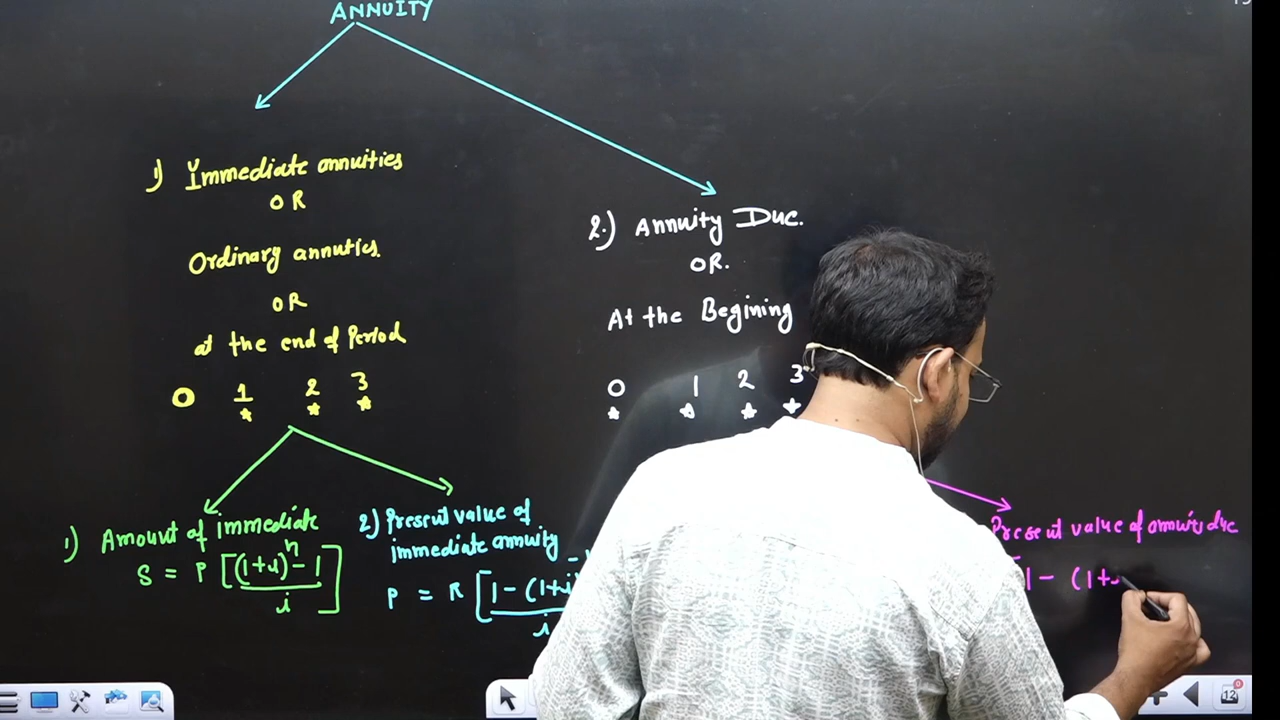 ANNUITY
1) Immediate annuities
OR
Ordinary annuties.
OR
at the end of Period
0 1 2 3
2.) Annuity Due.
OR.
At the Begining
0 1 2 3
1) Amount of immediate
S = P [(1+i)^n - 1 / i]
2) Present value of
immediate annuity
P = R [1 - (1+i)^- / i
Present value of annuity due
1 - (1+
12